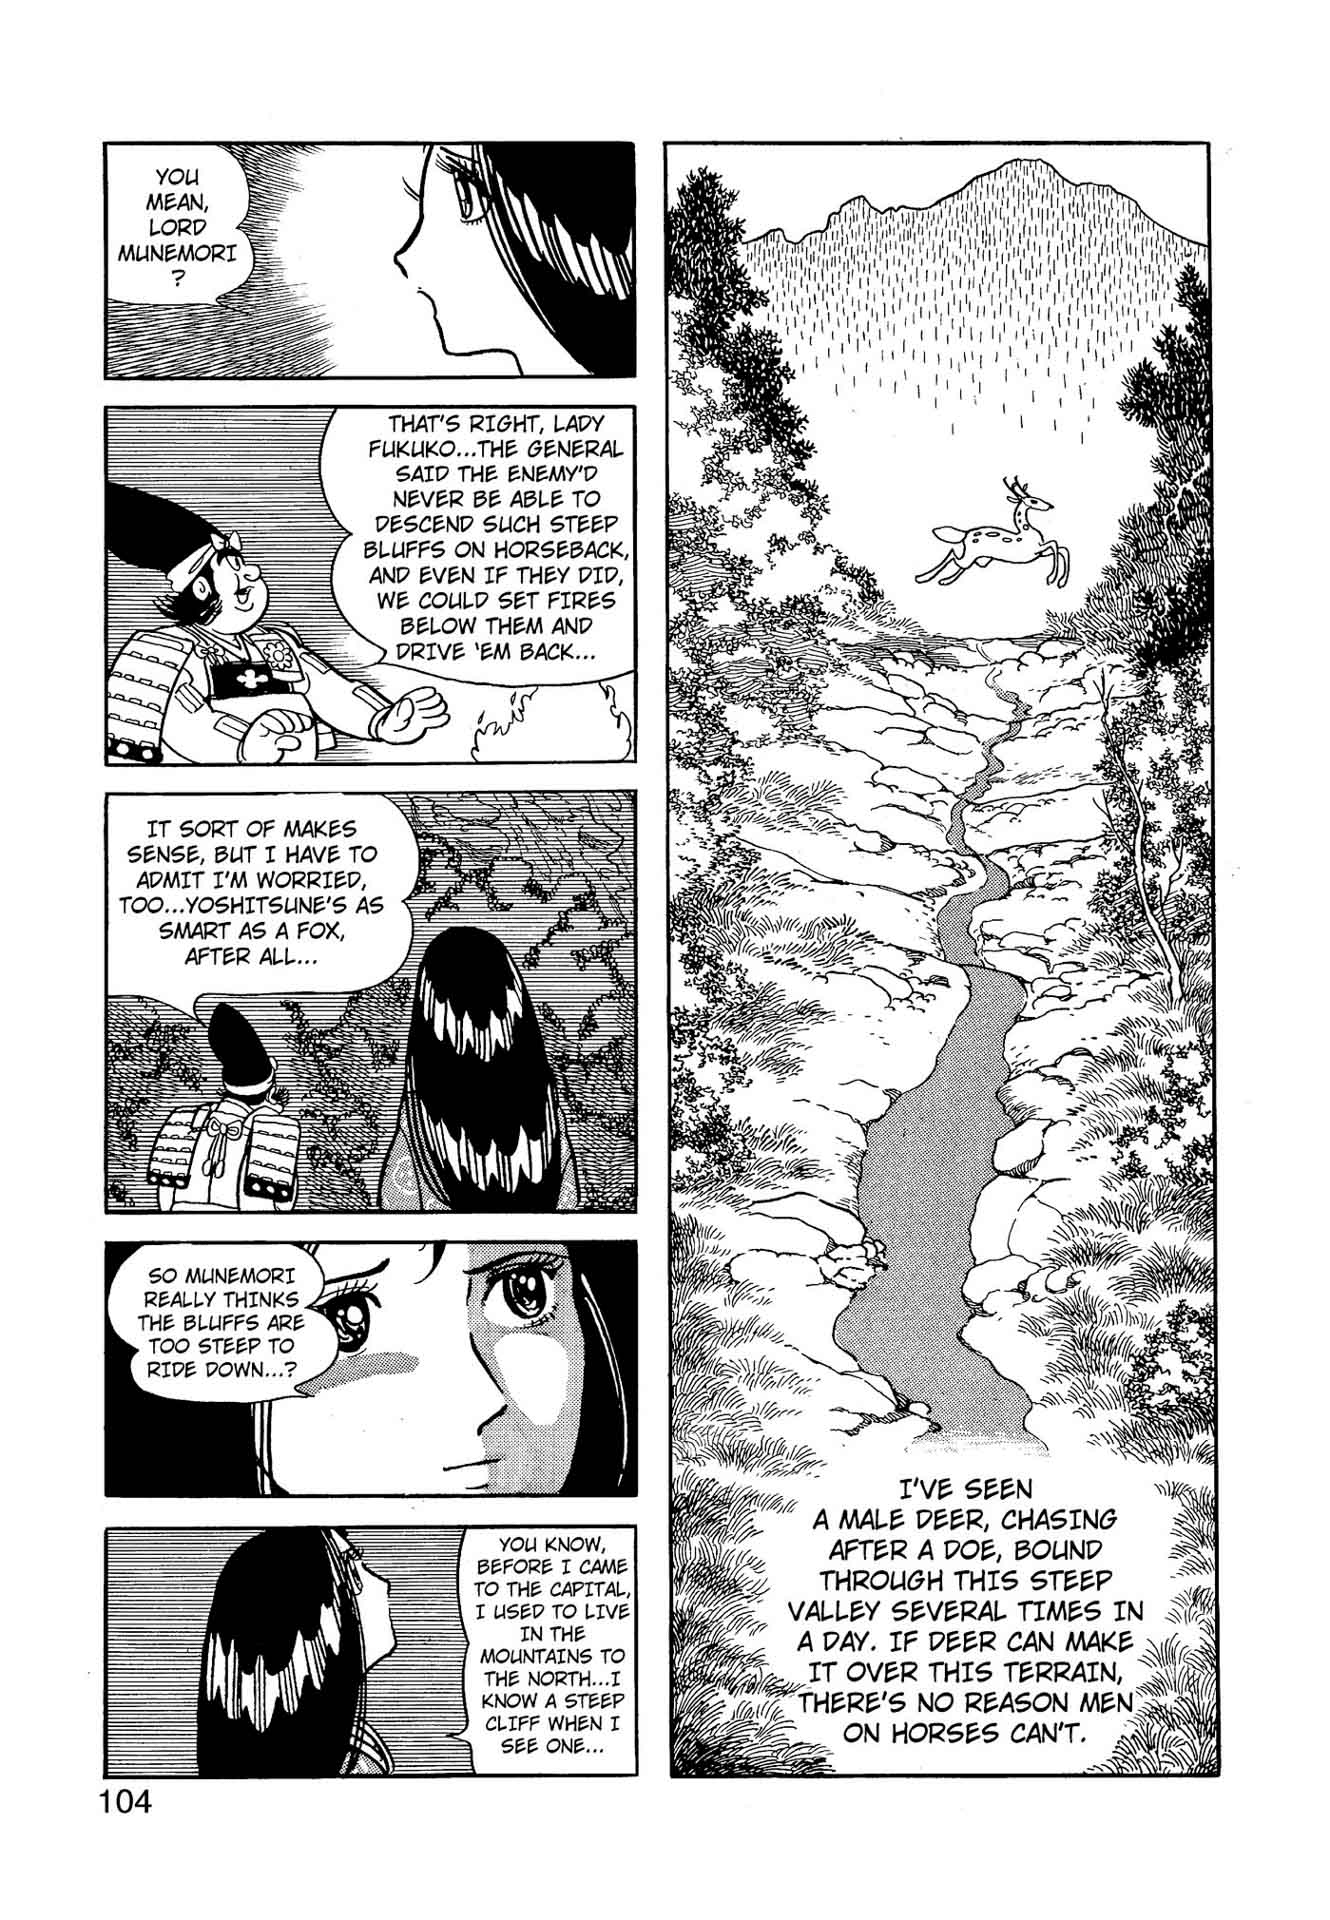 YOU
MEAN,
LORD
MUNEMORI
?
THAT'S RIGHT, LADY
FUKUKO...THE GENERAL
SAID THE ENEMY'D
NEVER BE ABLE TO
DESCEND SUCH STEEP
BLUFFS ON HORSEBACK,
AND EVEN IF THEY DID,
WE COULD SET FIRES
BELOW THEM AND
DRIVE 'EM BACK...
IT SORT OF MAKES
SENSE, BUT I HAVE TO
ADMIT I'M WORRIED,
TOO...YOSHITSUNE'S AS
SMART AS A FOX,
AFTER ALL...
SO MUNEMORI
REALLY THINKS
THE BLUFFS ARE
TOO STEEP TO
RIDE DOWN...?
YOU KNOW,
BEFORE I CAME
TO THE CAPITAL,
I USED TO LIVE
IN THE
MOUNTAINS TO
THE NORTH...I
KNOW A STEEP
CLIFF WHEN I
SEE ONE...
I'VE SEEN
A MALE DEER, CHASING
AFTER A DOE, BOUND
THROUGH THIS STEEP
VALLEY SEVERAL TIMES IN
A DAY. IF DEER CAN MAKE
IT OVER THIS TERRAIN,
THERE'S NO REASON MEN
ON HORSES CAN'T.
104